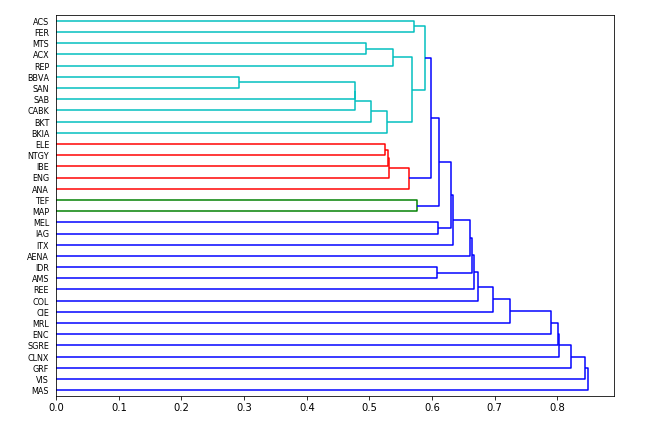 ACS
FER
MTS
ACX
REP
BBVA
SAN
SAB
CABK
BKT
BKIA
ELE
NTGY
IBE
ENG
ANA
TEF
MAP
MEL
IAG
ITX
AENA
IDR
AMS
REE
COL
CIE
MRL
ENC
SGRE
CLNX
GRF
VIS
MAS
0.0 0.1 0.2 0.3 0.4 0.5 0.6 0.7 0.8